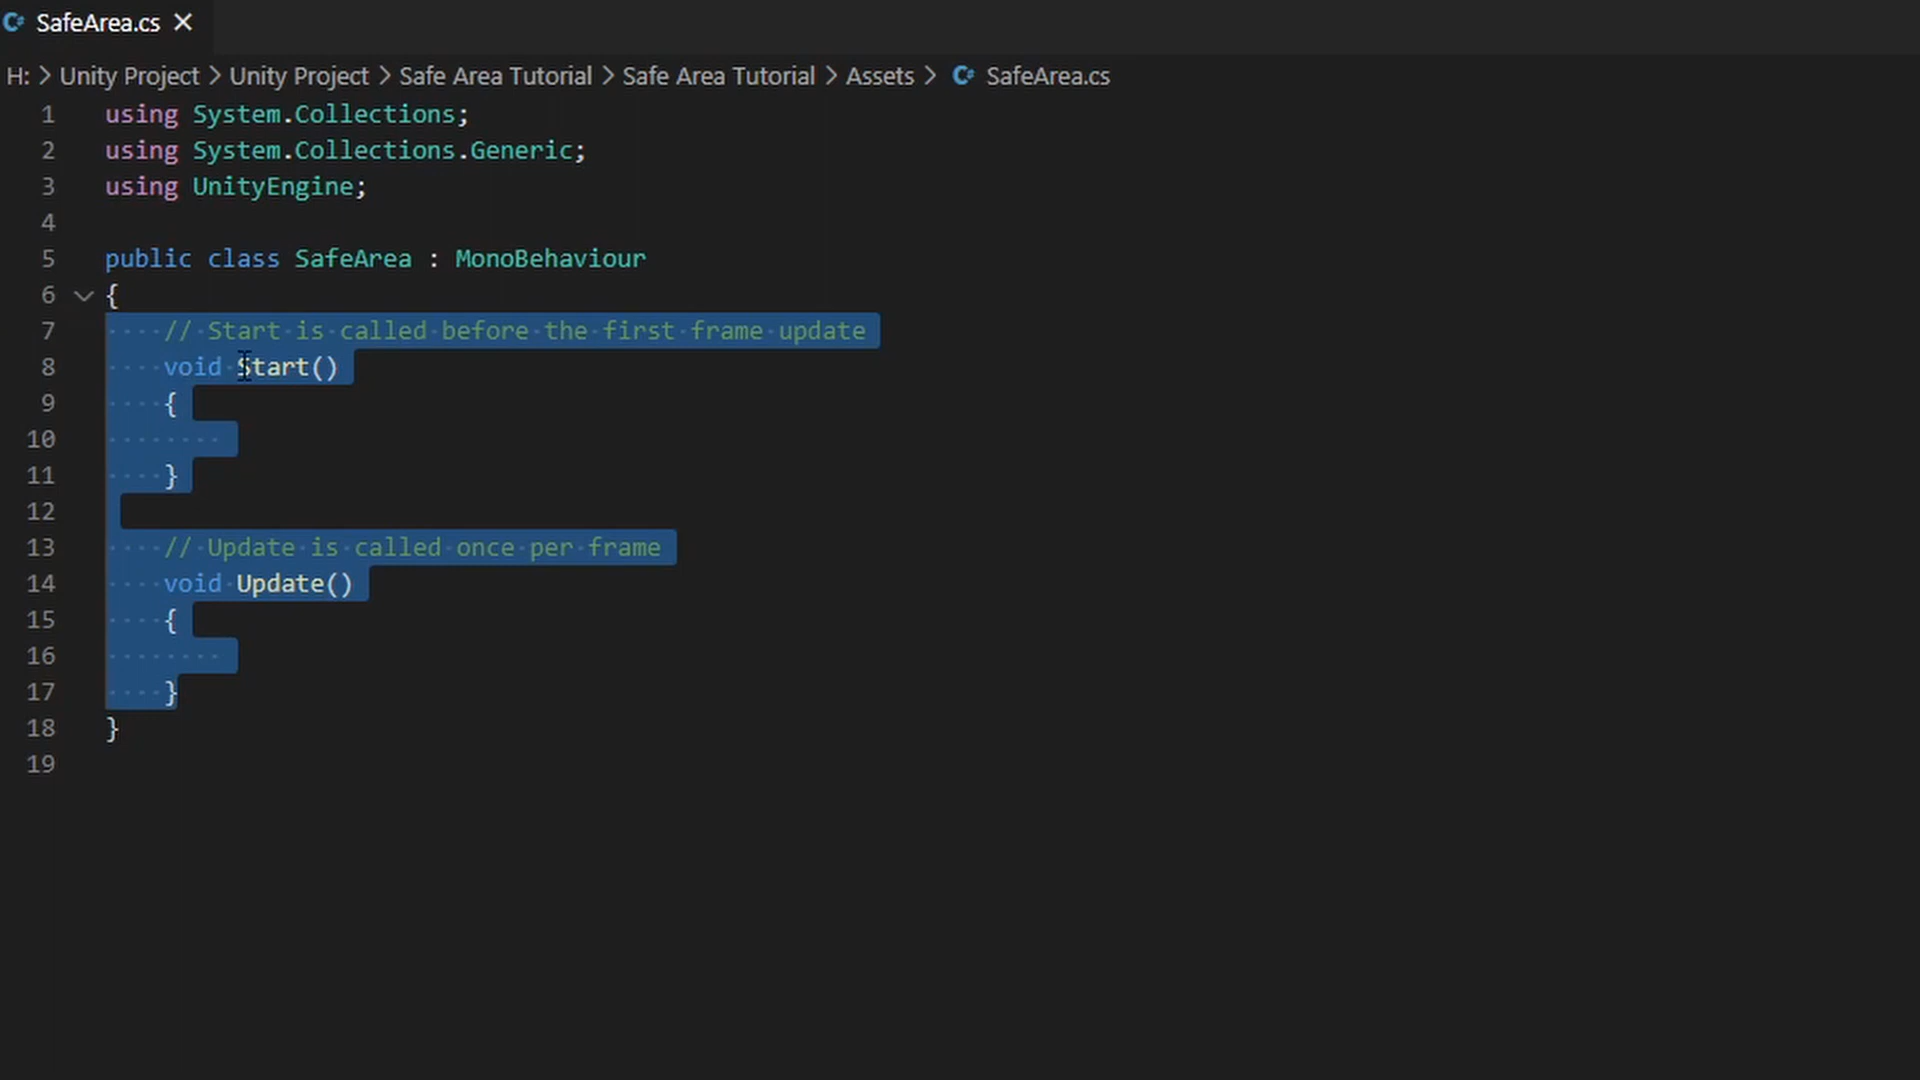 SafeArea.cs
H: > Unity Project > Unity Project > Safe Area Tutorial > Safe Area Tutorial > Assets > SafeArea.cs
1 using System.Collections;
2 using System.Collections.Generic;
3 using UnityEngine;
4
5 public class SafeArea : MonoBehaviour
6 {
7 // Start is called before the first frame update
8 void Start()
9 {
10
11 }
12
13 // Update is called once per frame
14 void Update()
15 {
16
17 }
18 }
19